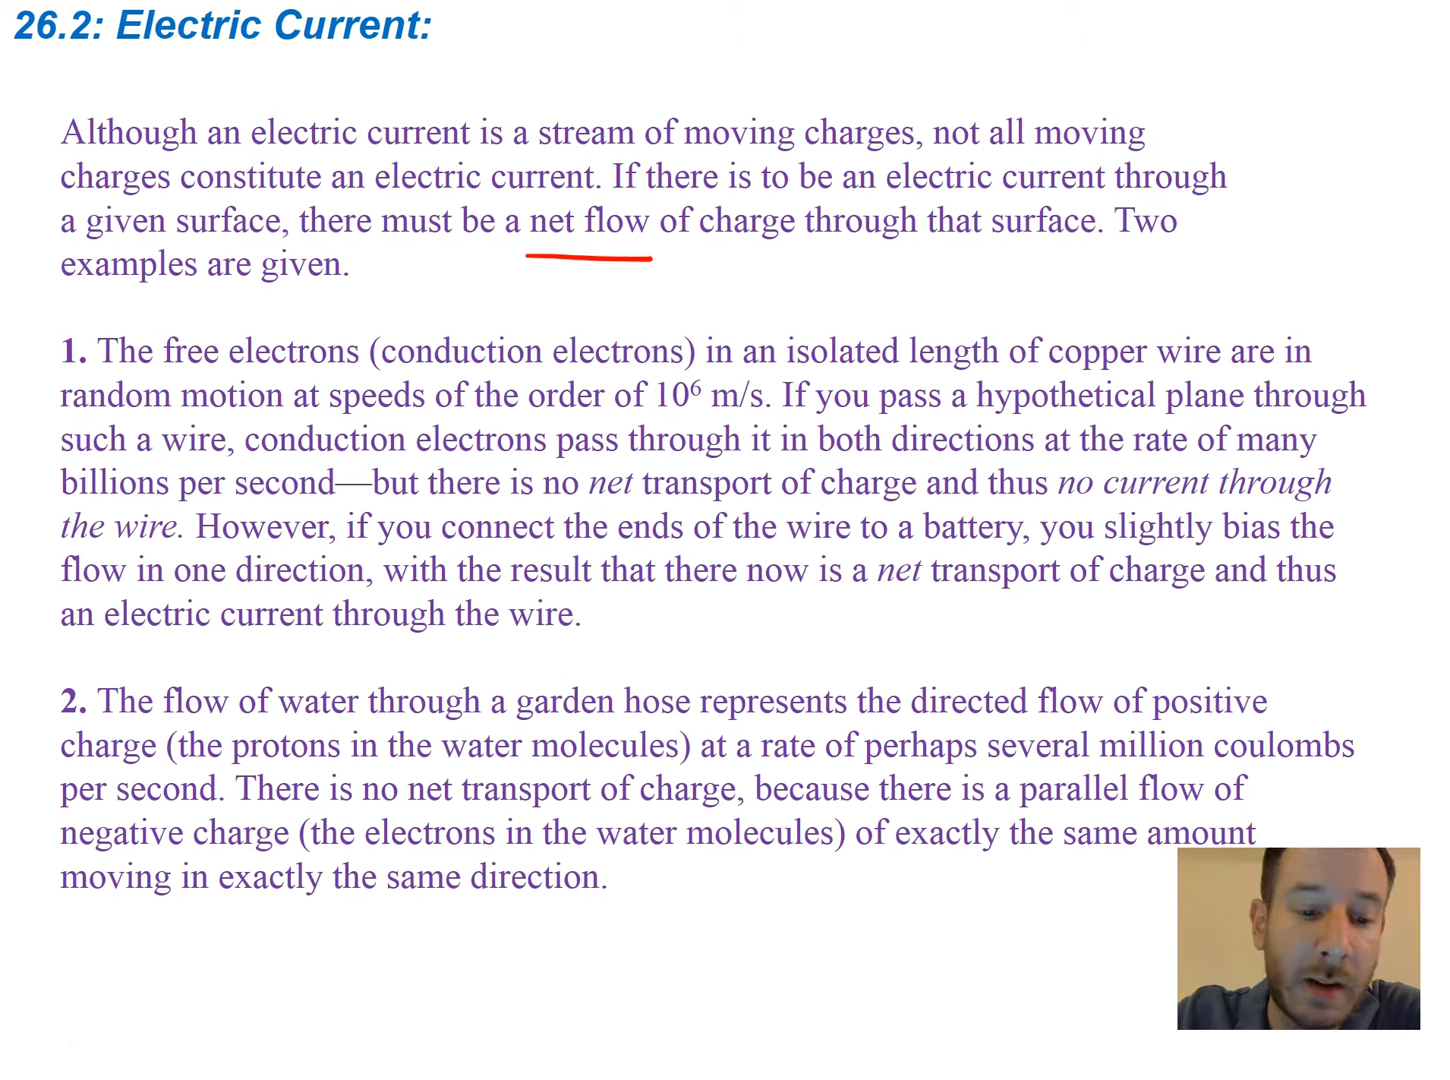 26.2: Electric Current:
Although an electric current is a stream of moving charges, not all moving
charges constitute an electric current. If there is to be an electric current through
a given surface, there must be a net flow of charge through that surface. Two
examples are given.
1. The free electrons (conduction electrons) in an isolated length of copper wire are in
random motion at speeds of the order of 10⁶ m/s. If you pass a hypothetical plane through
such a wire, conduction electrons pass through it in both directions at the rate of many
billions per second—but there is no net transport of charge and thus no current through
the wire. However, if you connect the ends of the wire to a battery, you slightly bias the
flow in one direction, with the result that there now is a net transport of charge and thus
an electric current through the wire.
2. The flow of water through a garden hose represents the directed flow of positive
charge (the protons in the water molecules) at a rate of perhaps several million coulombs
per second. There is no net transport of charge, because there is a parallel flow of
negative charge (the electrons in the water molecules) of exactly the same amount
moving in exactly the same direction.